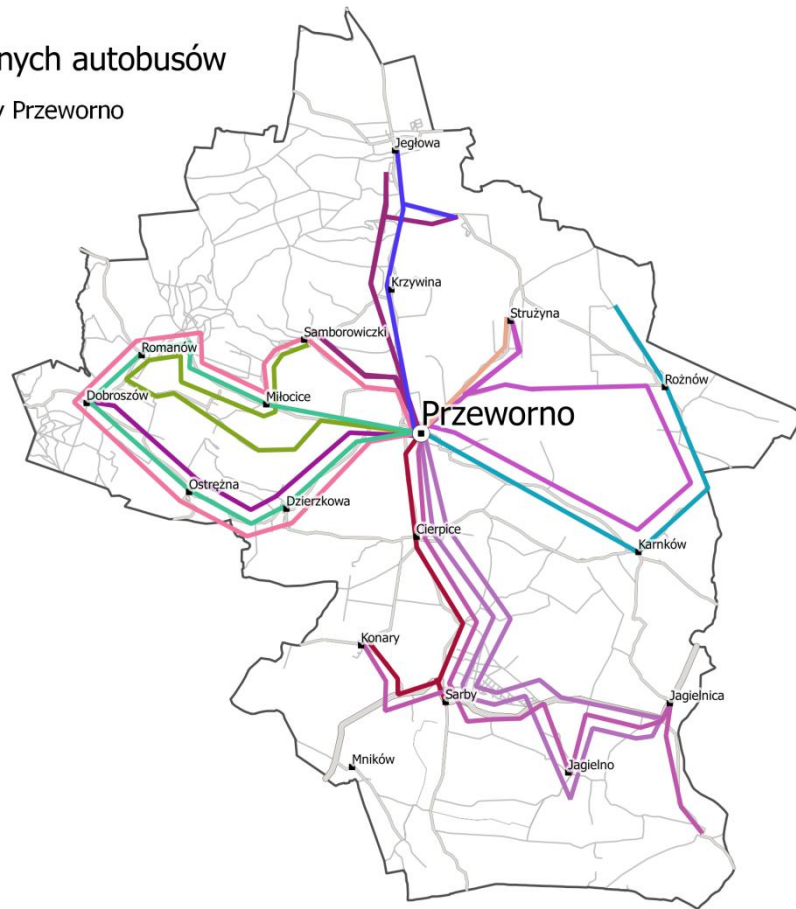 nych autobusów
Przeworno
Jegłowa
Krzywina
Strużyna
Samborowiczki
Romanów
Rożnów
Dobroszów
Miłocice
Przeworno
Ostrężna
Dzierzkowa
Cierpice
Karnków
Konary
Sarby
Jagielnica
Mników
Jagielno